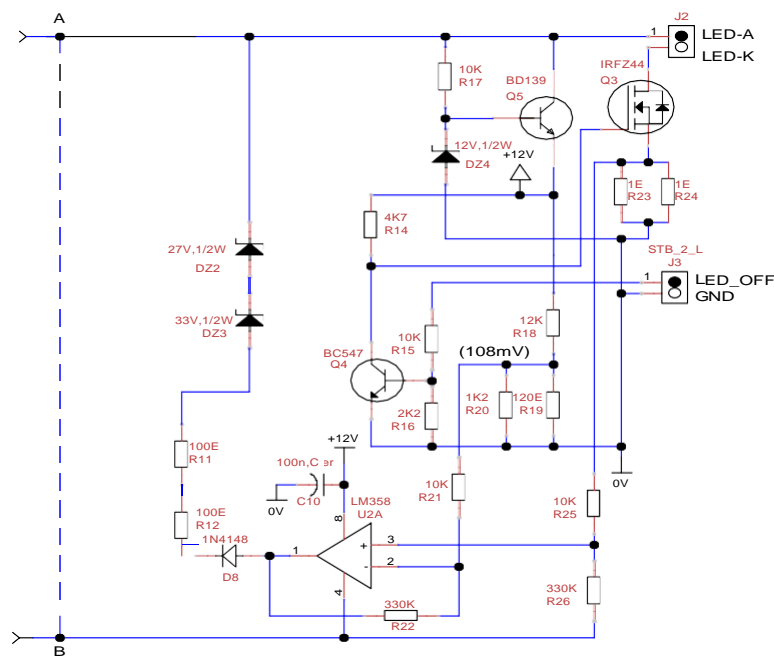 A
J2
1
LED-A
LED-K
10K
R17
BD139
Q5
IRFZ44
Q3
12V,1/2W
DZ4
+12V
1E
R23
1E
R24
4K7
R14
27V,1/2W
DZ2
STB_2_L
J3
1
LED_OFF
GND
33V,1/2W
DZ3
12K
R18
10K
R15
BC547
Q4
(108mV)
1K2
R20
120E
R19
2K2
R16
+12V
100E
R11
100n,Cer
C10
0V
LM358
U2A
10K
R21
0V
10K
R25
100E
R12
1N4148
D8
8
1
+
3
-
2
4
330K
R22
330K
R26
B